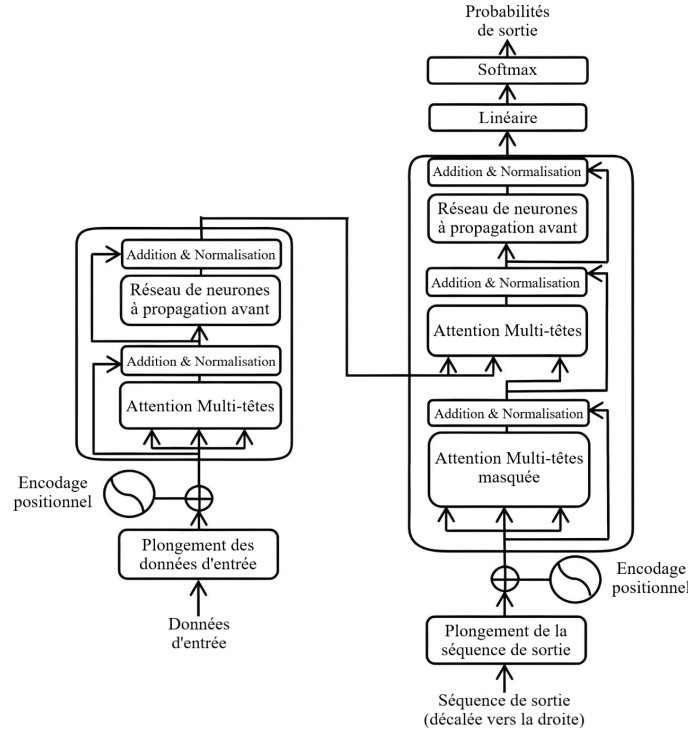 Probabilités
de sortie
Softmax
Linéaire
Addition & Normalisation
Réseau de neurones
à propagation avant
Addition & Normalisation
Attention Multi-têtes
Addition & Normalisation
Attention Multi-têtes
masquée
Encodage
positionnel
Plongement de la
séquence de sortie
Séquence de sortie
(décalée vers la droite)
Addition & Normalisation
Réseau de neurones
à propagation avant
Addition & Normalisation
Attention Multi-têtes
Encodage
positionnel
Plongement des
données d'entrée
Données
d'entrée